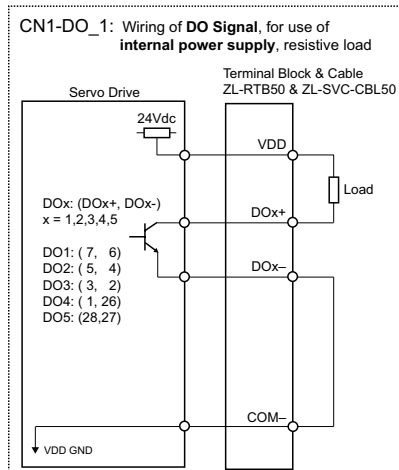 CN1-DO_1: Wiring of DO Signal, for use of
internal power supply, resistive load
Terminal Block & Cable
ZL-RTB50 & ZL-SVC-CBL50
Servo Drive
24Vdc
VDD
Load
DOx: (DOx+, DOx-)
x = 1,2,3,4,5
DOx+
DO1: ( 7, 6)
DO2: ( 5, 4)
DO3: ( 3, 2)
DO4: ( 1, 26)
DO5: (28,27)
DOx–
COM–
VDD GND